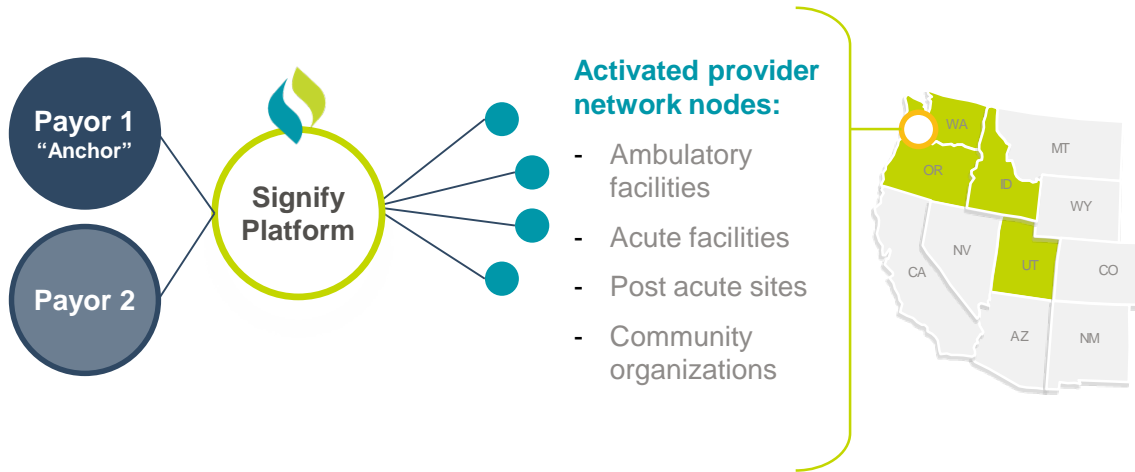 Payor 1
“Anchor”
Payor 2
Signify
Platform
Activated provider
network nodes:
- Ambulatory
facilities
- Acute facilities
- Post acute sites
- Community
organizations
WA
MT
OR
ID
WY
NV
UT
CA
CO
AZ
NM